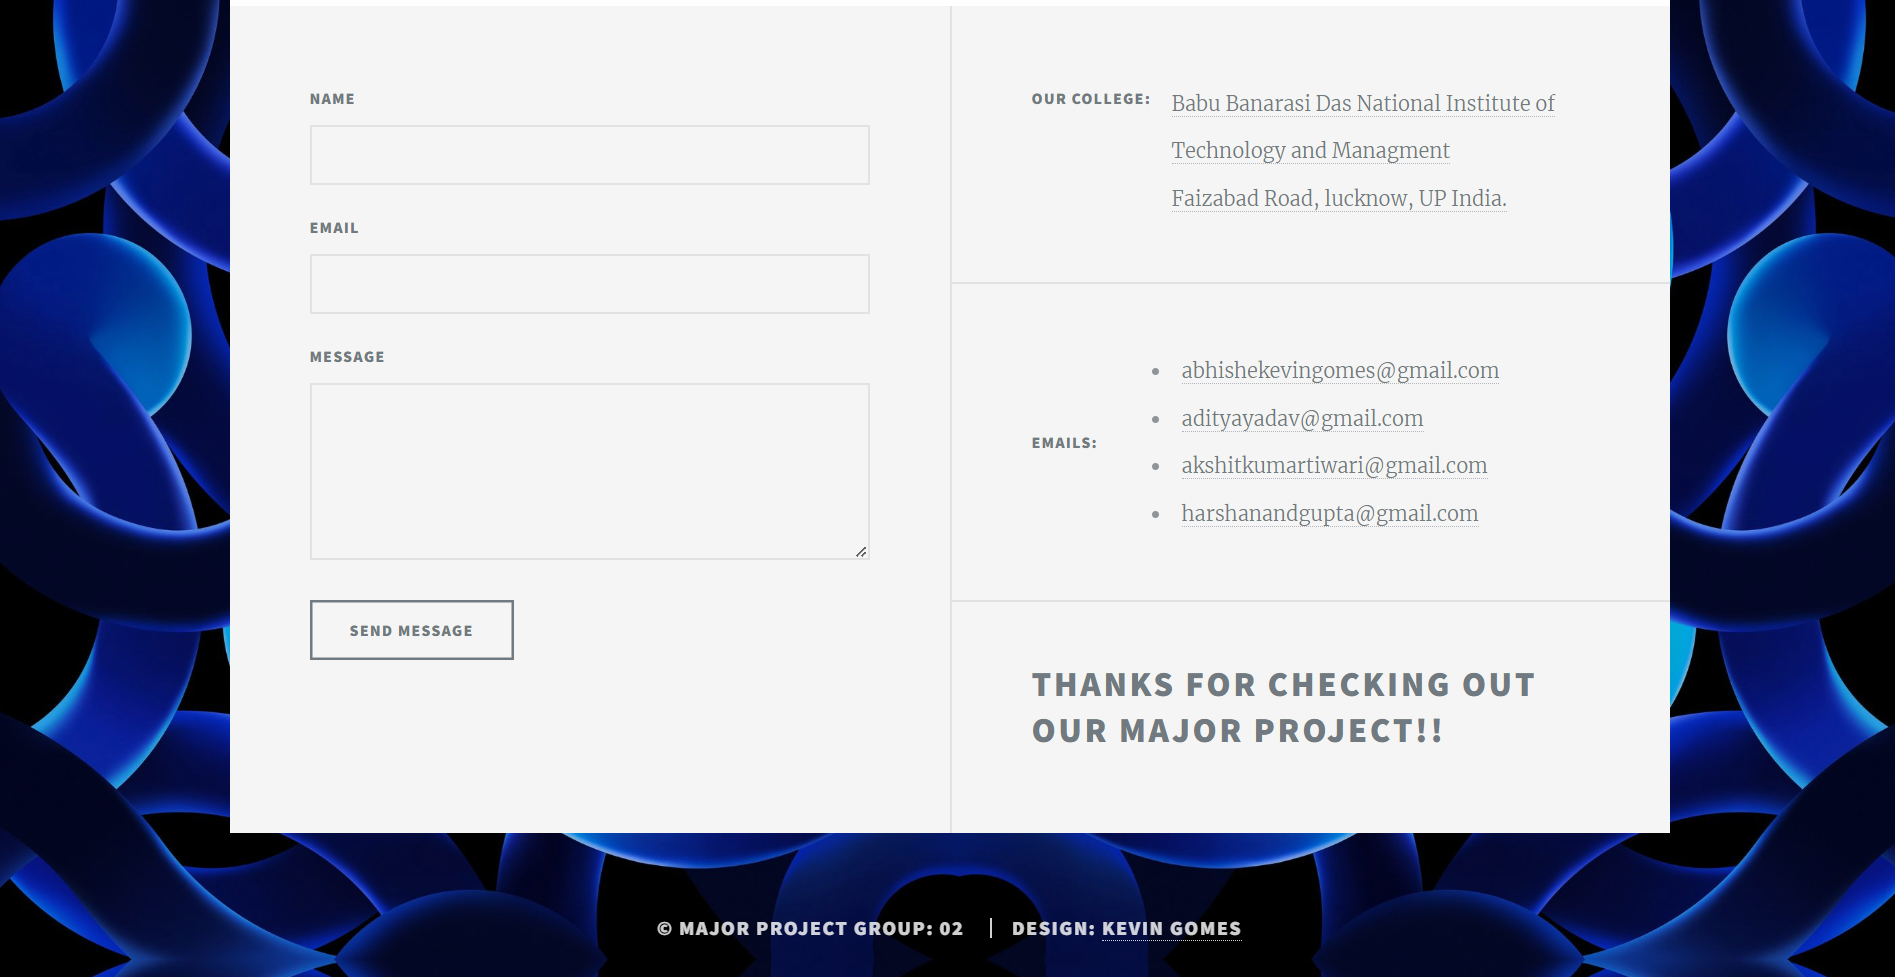 NAME
EMAIL
MESSAGE
SEND MESSAGE
OUR COLLEGE:
Babu Banarasi Das National Institute of
Technology and Managment
Faizabad Road, lucknow, UP India.
EMAILS:
abhishekevingomes@gmail.com
adityayadav@gmail.com
akshitkumartiwari@gmail.com
harshanandgupta@gmail.com
THANKS FOR CHECKING OUT
OUR MAJOR PROJECT!!
© MAJOR PROJECT GROUP: 02 | DESIGN: KEVIN GOMES